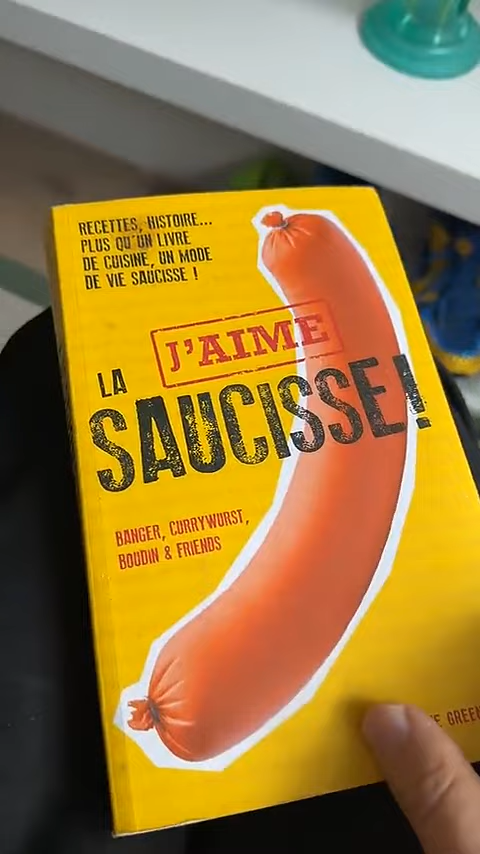 RECETTES, HISTOIRE...
PLUS QU'UN LIVRE
DE CUISINE, UN MODE
DE VIE SAUCISSE !
J'AIME
LA
SAUCISSE!
BANGER, CURRYWURST,
BOUDIN & FRIENDS